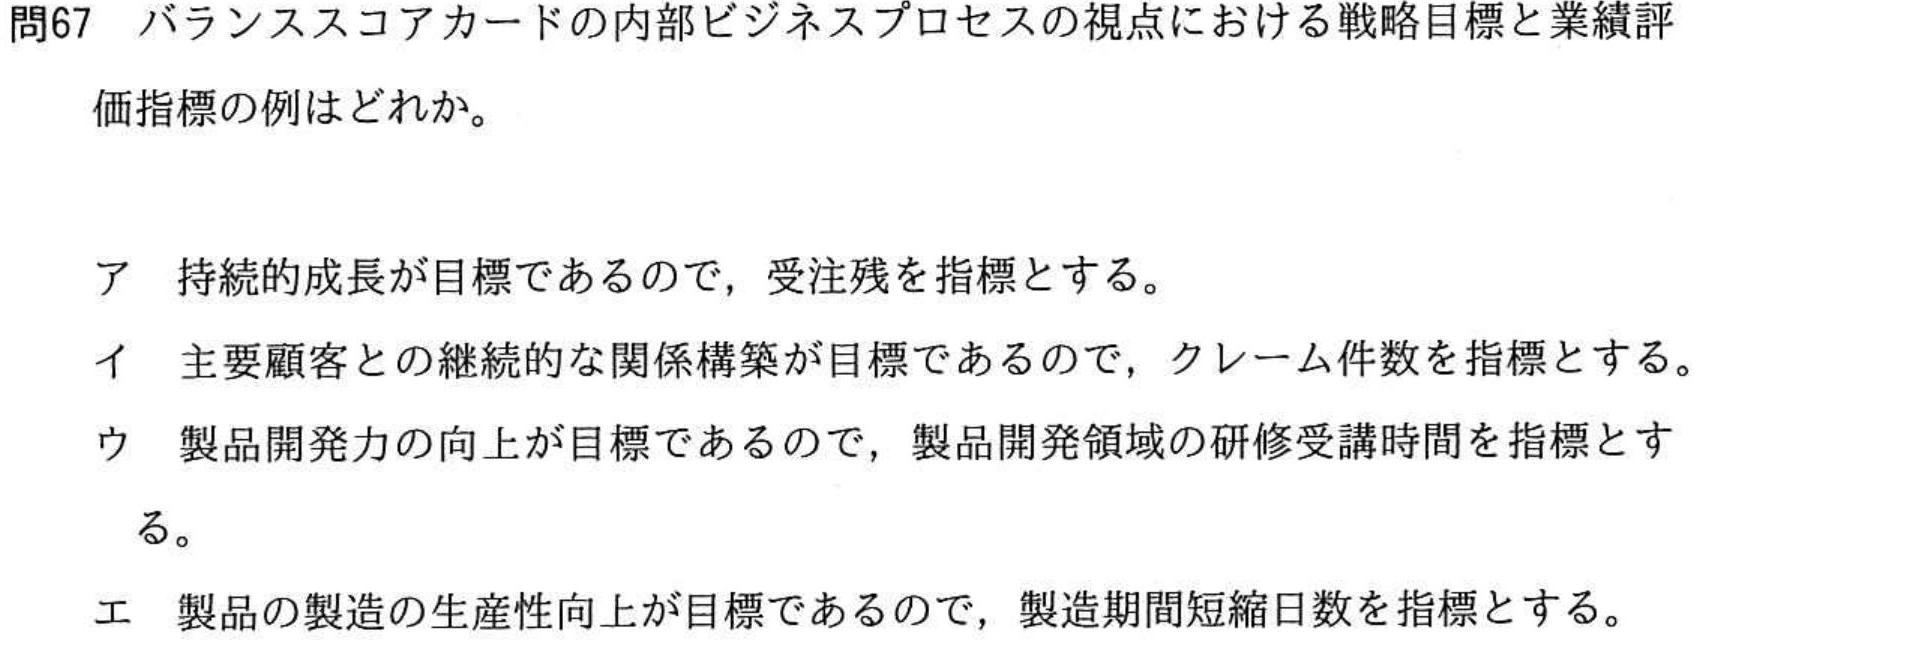 問67　バランススコアカードの内部ビジネスプロセスの視点における戦略目標と業績評
価指標の例はどれか。
ア　持続的成長が目標であるので，受注残を指標とする。
イ　主要顧客との継続的な関係構築が目標であるので，クレーム件数を指標とする。
ウ　製品開発力の向上が目標であるので，製品開発領域の研修受講時間を指標とす
る。
エ　製品の製造の生産性向上が目標であるので，製造期間短縮日数を指標とする。